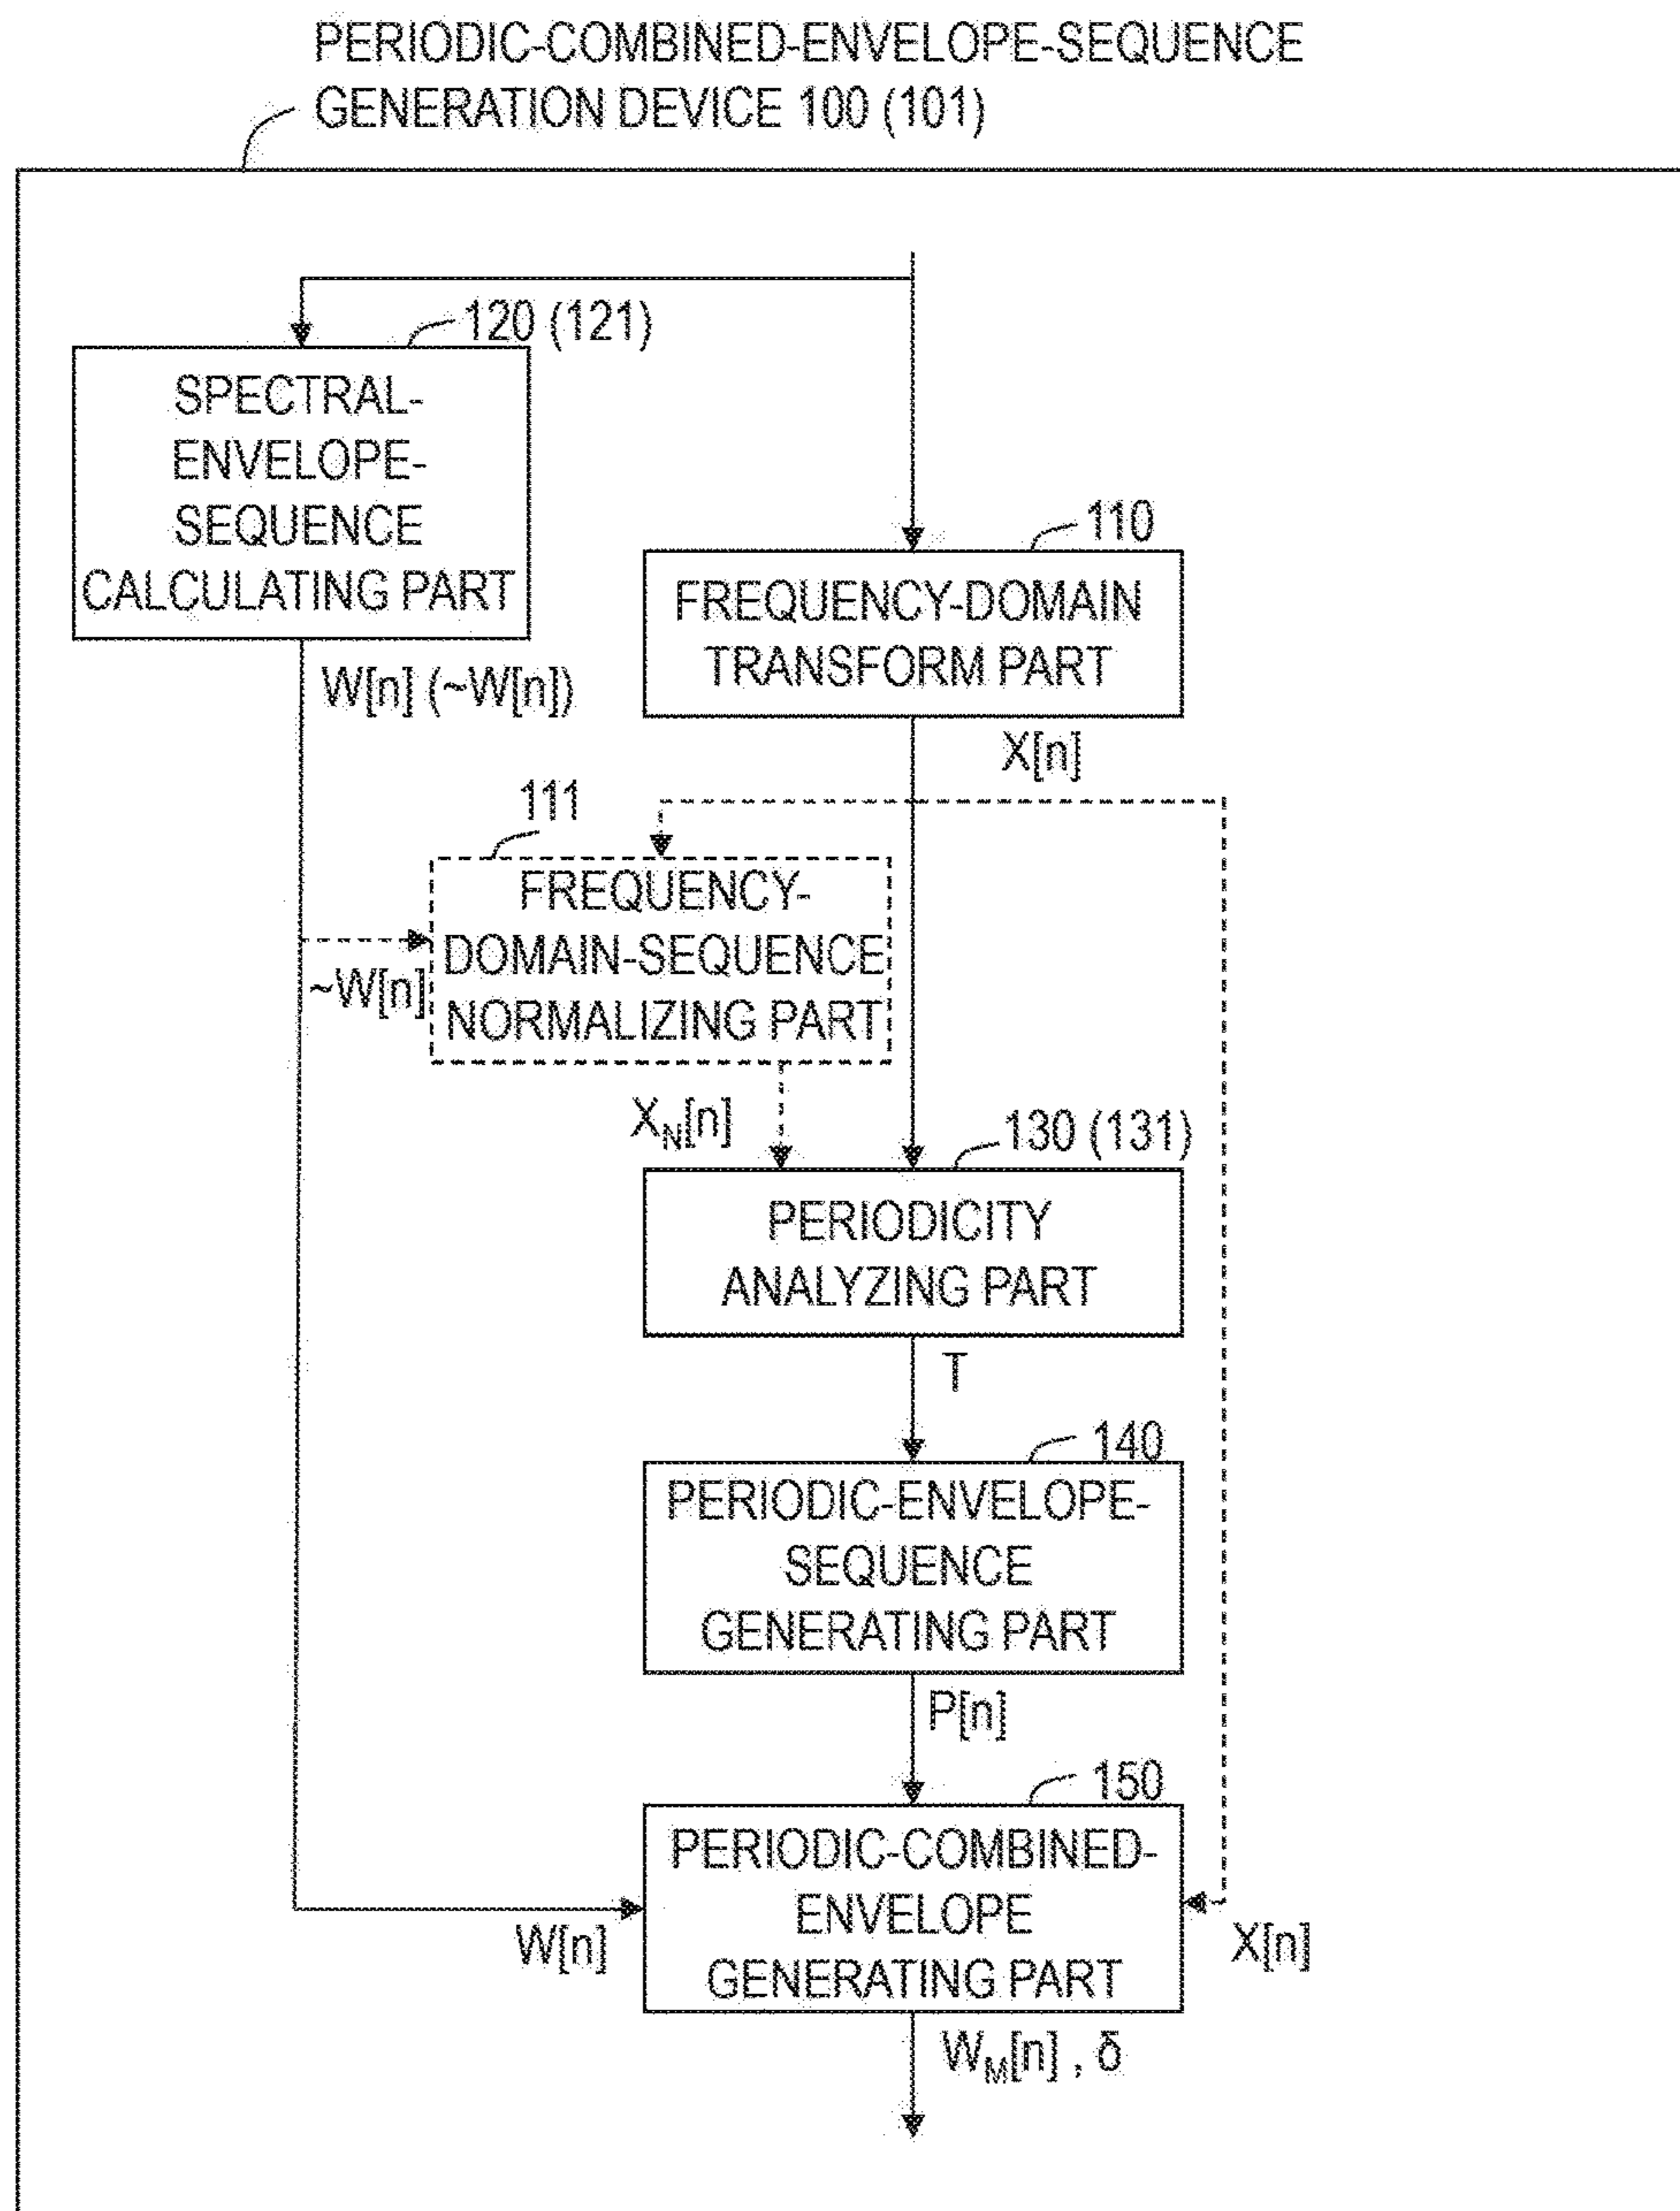 PERIODIC-COMBINED-ENVELOPE-SEQUENCE
GENERATION DEVICE 100 (101)
120 (121)
SPECTRAL-
ENVELOPE-
SEQUENCE
CALCULATING PART
110
FREQUENCY-DOMAIN
TRANSFORM PART
W[n] (~W[n])
X[n]
111
FREQUENCY-
DOMAIN-SEQUENCE
NORMALIZING PART
~W[n]
X_N[n]
130 (131)
PERIODICITY
ANALYZING PART
T
140
PERIODIC-ENVELOPE-
SEQUENCE
GENERATING PART
P[n]
150
PERIODIC-COMBINED-
ENVELOPE
GENERATING PART
W[n]
X[n]
W_M[n] , δ